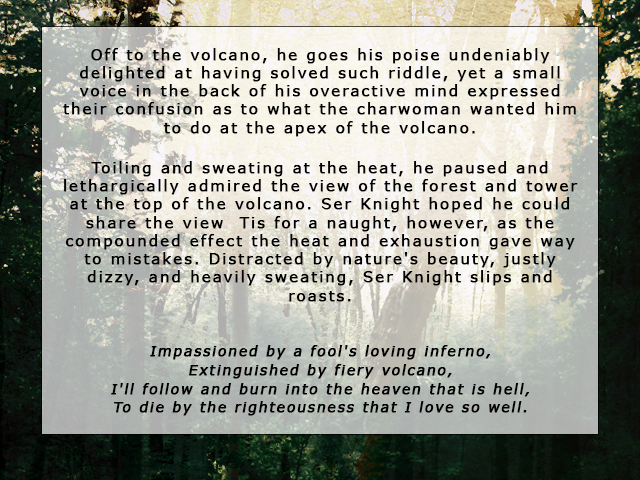 Off to the volcano, he goes his poise undeniably
delighted at having solved such riddle, yet a small
voice in the back of his overactive mind expressed
their confusion as to what the charwoman wanted him
to do at the apex of the volcano.
Toiling and sweating at the heat, he paused and
lethargically admired the view of the forest and tower
at the top of the volcano. Ser Knight hoped he could
share the view  Tis for a naught, however, as the
compounded effect the heat and exhaustion gave way
to mistakes. Distracted by nature's beauty, justly
dizzy, and heavily sweating, Ser Knight slips and
roasts.
Impassioned by a fool's loving inferno,
Extinguished by fiery volcano,
I'll follow and burn into the heaven that is hell,
To die by the righteousness that I love so well.